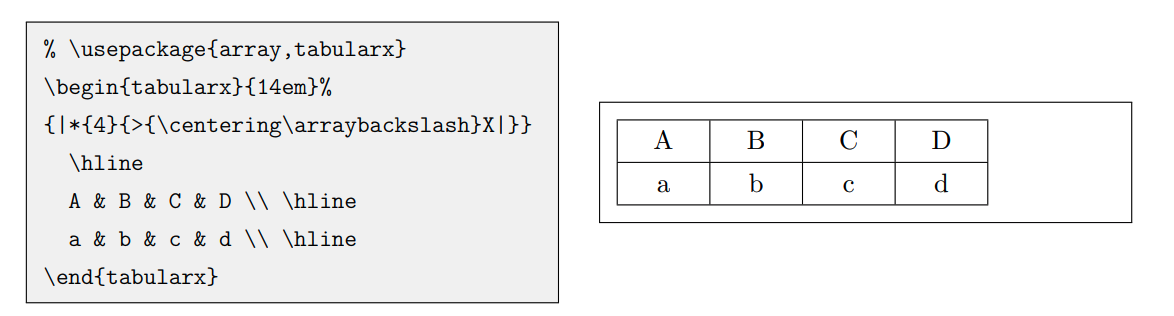 % \usepackage{array,tabularx}
\begin{tabularx}{14em}%
{|*{4}{>{\centering\arraybackslash}X|}}
\hline
A & B & C & D \\ \hline
a & b & c & d \\ \hline
\end{tabularx}
A B C D
a b c d